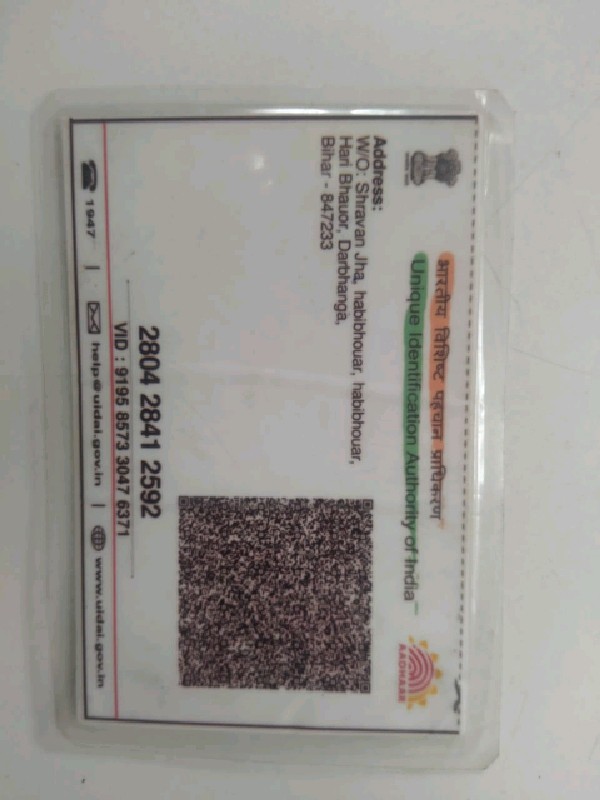 भारतीय विशिष्ट पहचान प्राधिकरण
Unique Identification Authority of India
AADHAAR
Address:
W/O: Shravan Jha, habibhouar, habibhouar,
Hari Bhauor, Darbhanga,
Bihar - 847233
2804 2841 2592
VID : 9195 8573 3047 6371
1947 | help@uidai.gov.in | www.uidai.gov.in